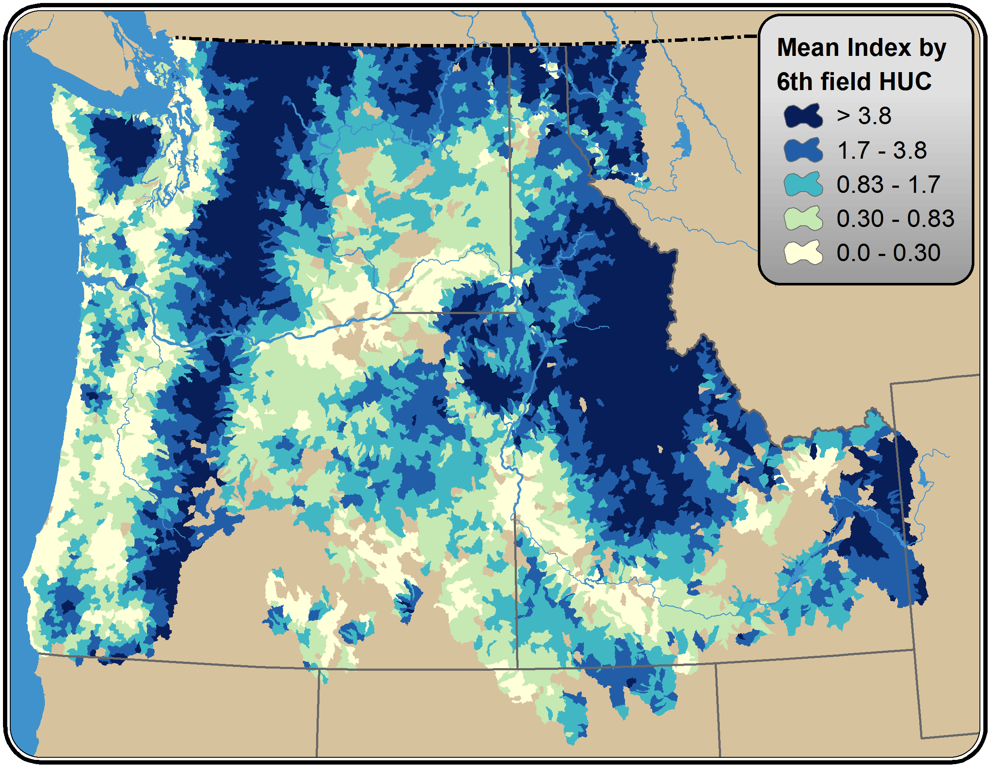 Mean Index by
6th field HUC
> 3.8
1.7 - 3.8
0.83 - 1.7
0.30 - 0.83
0.0 - 0.30